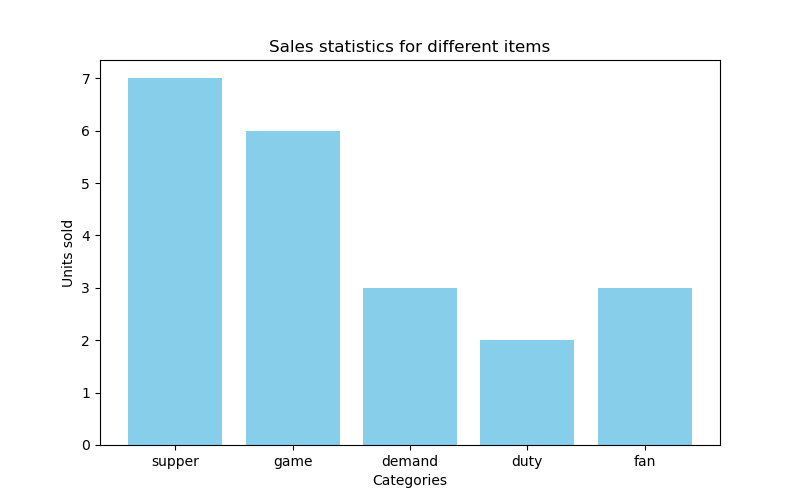 Sales statistics for different items
Units sold
7
6
5
4
3
2
1
0
supper game demand duty fan
Categories